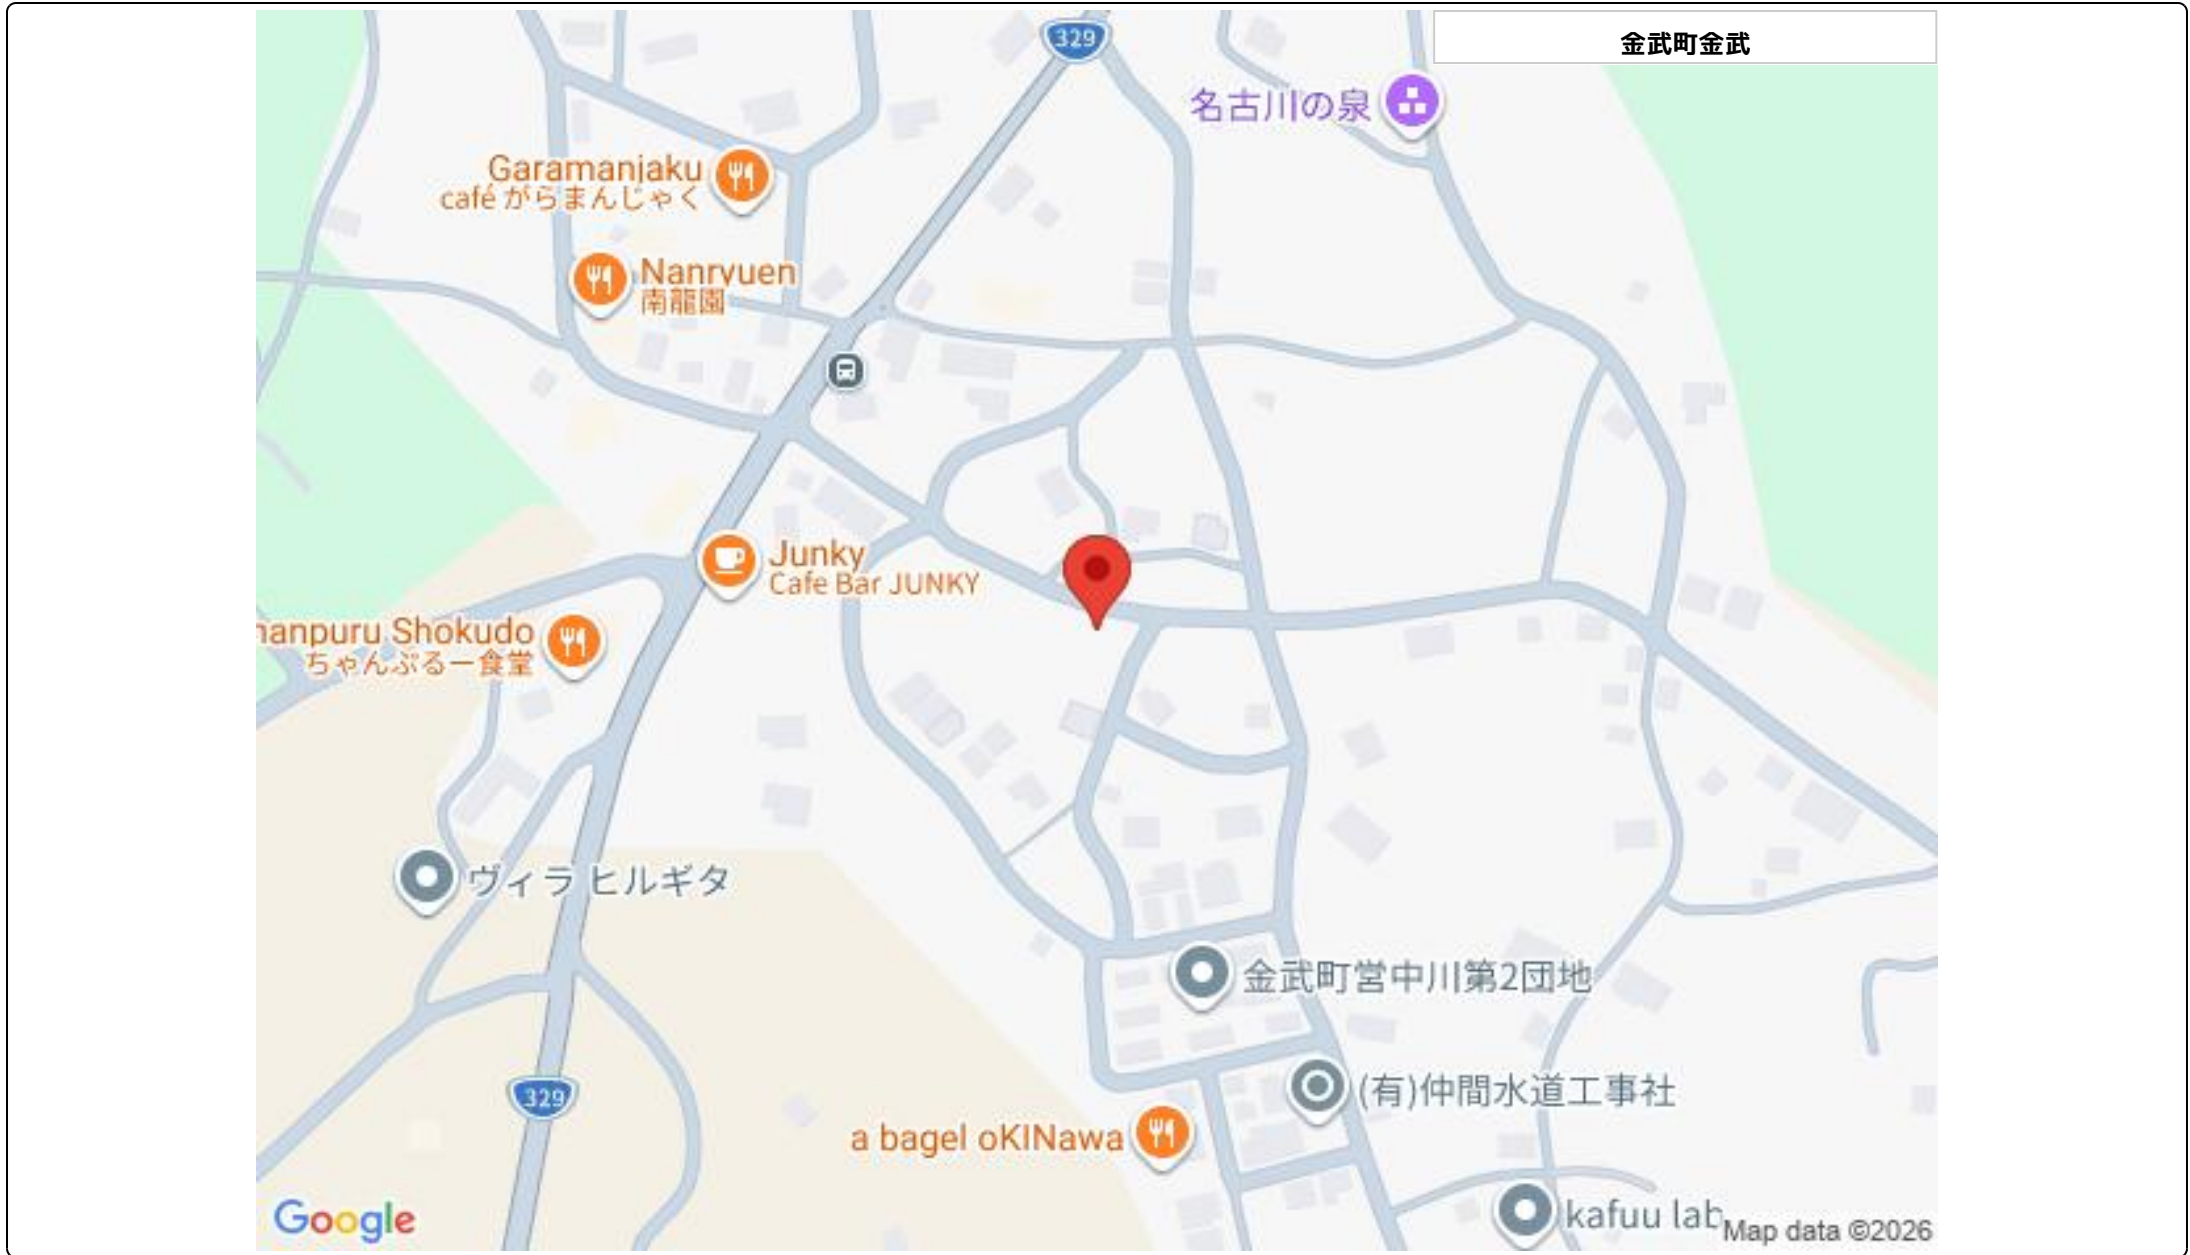 329
金武町金武
名古川の泉
Garamanjaku
café がらまんじゃく
Nanryuen
南龍園
Junky
Cafe Bar JUNKY
hanpuru Shokudo
ちゃんぷるー食堂
ヴィラ ヒルギタ
金武町営中川第2団地
329
(有)仲間水道工事社
a bagel oKINawa
kafuu lab
Google
Map data ©2026